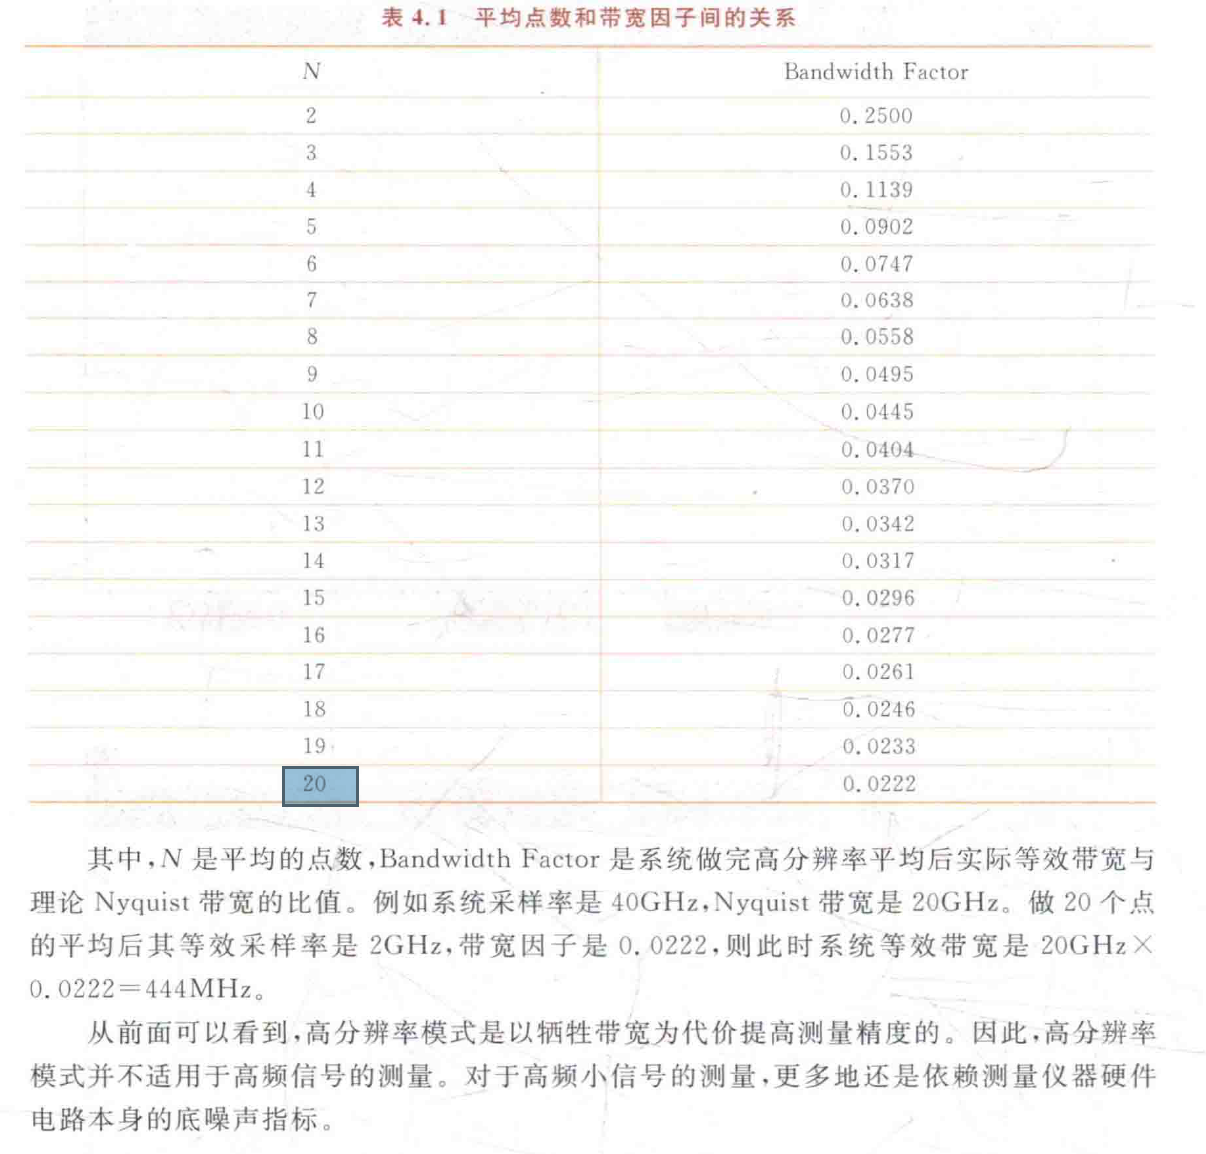 表 4.1 平均点数和带宽因子间的关系
N Bandwidth Factor
2 0.2500
3 0.1553
4 0.1139
5 0.0902
6 0.0747
7 0.0638
8 0.0558
9 0.0495
10 0.0445
11 0.0404
12 0.0370
13 0.0342
14 0.0317
15 0.0296
16 0.0277
17 0.0261
18 0.0246
19 0.0233
20 0.0222
其中,N 是平均的点数,Bandwidth Factor 是系统做完高分辨率平均后实际等效带宽与
理论 Nyquist 带宽的比值。例如系统采样率是 40GHz,Nyquist 带宽是 20GHz。做 20 个点
的平均后其等效采样率是 2GHz,带宽因子是 0.0222,则此时系统等效带宽是 20GHz×
0.0222=444MHz。
从前面可以看到,高分辨率模式是以牺牲带宽为代价提高测量精度的。因此,高分辨率
模式并不适用于高频信号的测量。对于高频小信号的测量,更多地还是依赖测量仪器硬件
电路本身的底噪声指标。